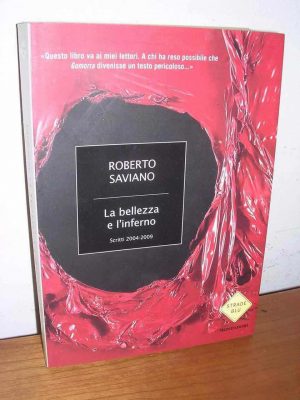 «Questo libro va ai miei lettori. A chi ha reso possibile che
Gomorra divenisse un testo pericoloso...»
ROBERTO
SAVIANO
La bellezza
e l'inferno
Scritti 2004-2009
STRADE
BLU
MONDADORI